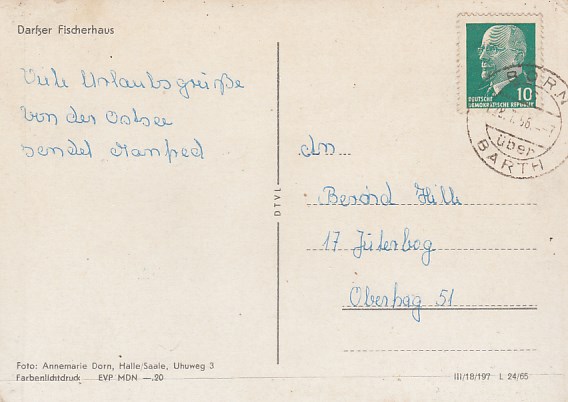 Darßer Fischerhaus
Viele Urlaubsgrüße
von der Ostsee
sendet Manfred
DEUTSCHE
DEMOKRATISCHE REPUBLIK
10
BORN
über
BARTH
An
17 Jüterbog
Oberhag 51
DTVL
Foto: Annemarie Dorn, Halle/Saale, Uhuweg 3
Farbenlichtdruck EVP MDN —.20
III/18/197 L 24/65